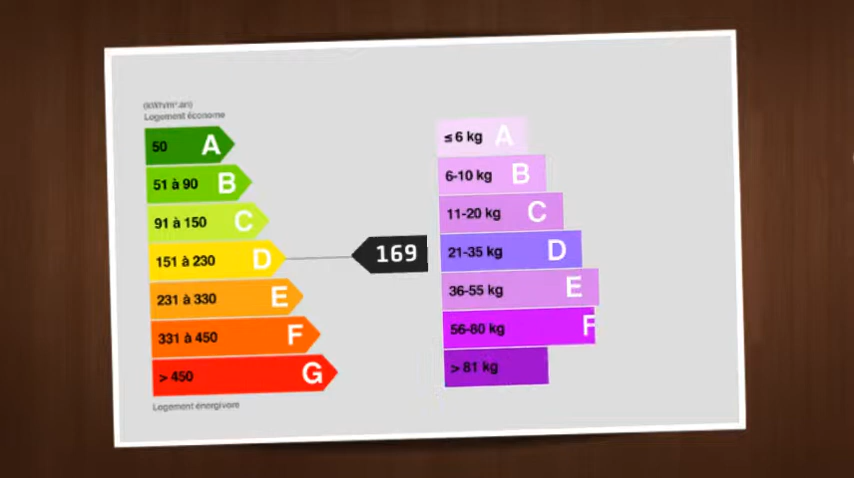 (kWh/m².an)
Logement économe
50 A
51 à 90 B
91 à 150 C
151 à 230 D
231 à 330 E
331 à 450 F
> 450 G
Logement énergivore
169
≤ 6 kg A
6-10 kg B
11-20 kg C
21-35 kg D
36-55 kg E
56-80 kg F
> 81 kg